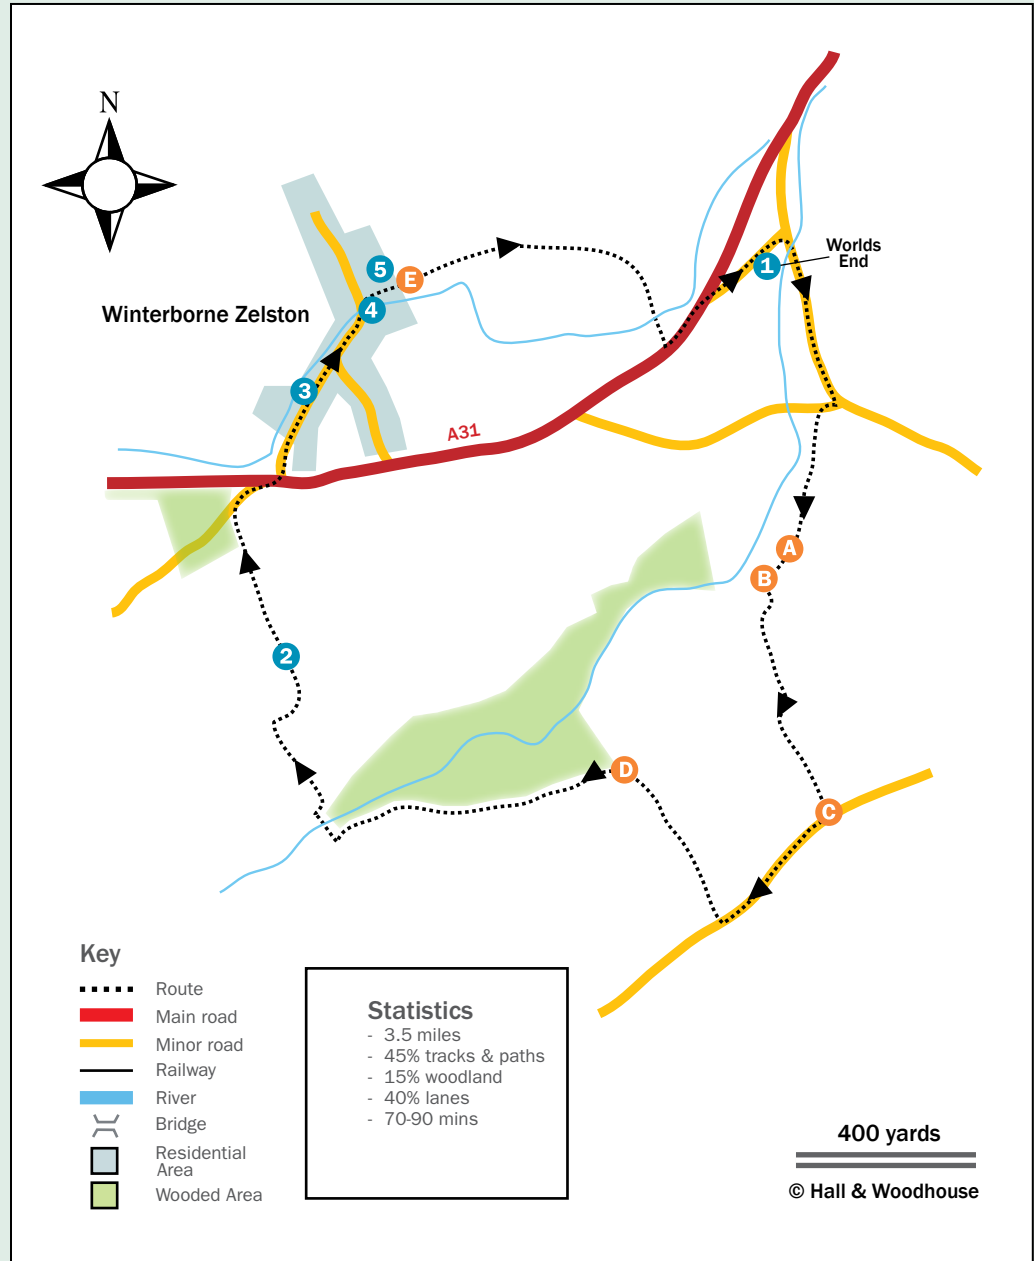 N
Worlds
End
1
5
E
4
Winterborne Zelston
3
A31
A
B
2
D
C
Key
Route
Main road
Minor road
Railway
River
Bridge
Residential
Area
Wooded Area
Statistics
- 3.5 miles
- 45% tracks & paths
- 15% woodland
- 40% lanes
- 70-90 mins
400 yards
© Hall & Woodhouse